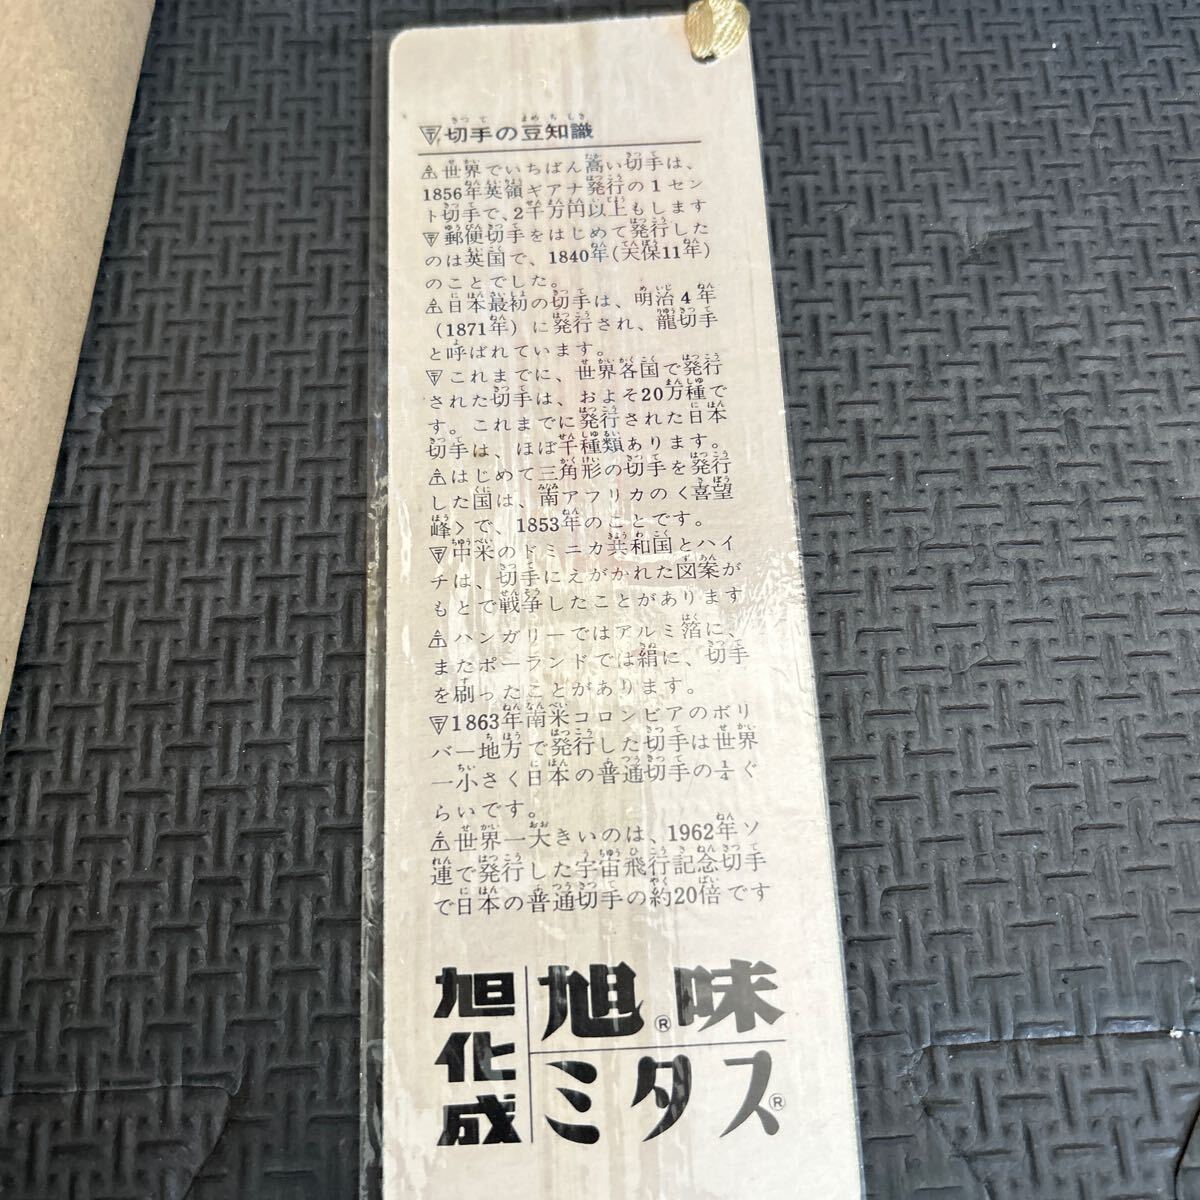 切手の豆知識
世界でいちばん高い切手は、
1856年英領ギアナ発行の1セン
ト切手で、2千万円以上もします
郵便切手をはじめて発行した
のは英国で、1840年(天保11年)
のことでした。
日本最初の切手は、明治4年
(1871年)に発行され、龍切手
と呼ばれています。
これまでに、世界各国で発行
された切手は、およそ20万種で
す。これまでに発行された日本
切手は、ほぼ千種類あります。
はじめて三角形の切手を発行
した国は、南アフリカの<喜望
峰>で、1853年のことです。
中米のドミニカ共和国とハイ
チは、切手にえがかれた図案が
もとで戦争したことがあります
ハンガリーではアルミ箔に、
またポーランドでは絹に、切手
を刷ったことがあります。
1863年南米コロンビアのボリ
バー地方で発行した切手は世界
一小さく日本の普通切手の¼ぐ
らいです。
世界一大きいのは、1962年ソ
連で発行した宇宙飛行記念切手
で日本の普通切手の約20倍です
旭化成
旭®味
ミタス®